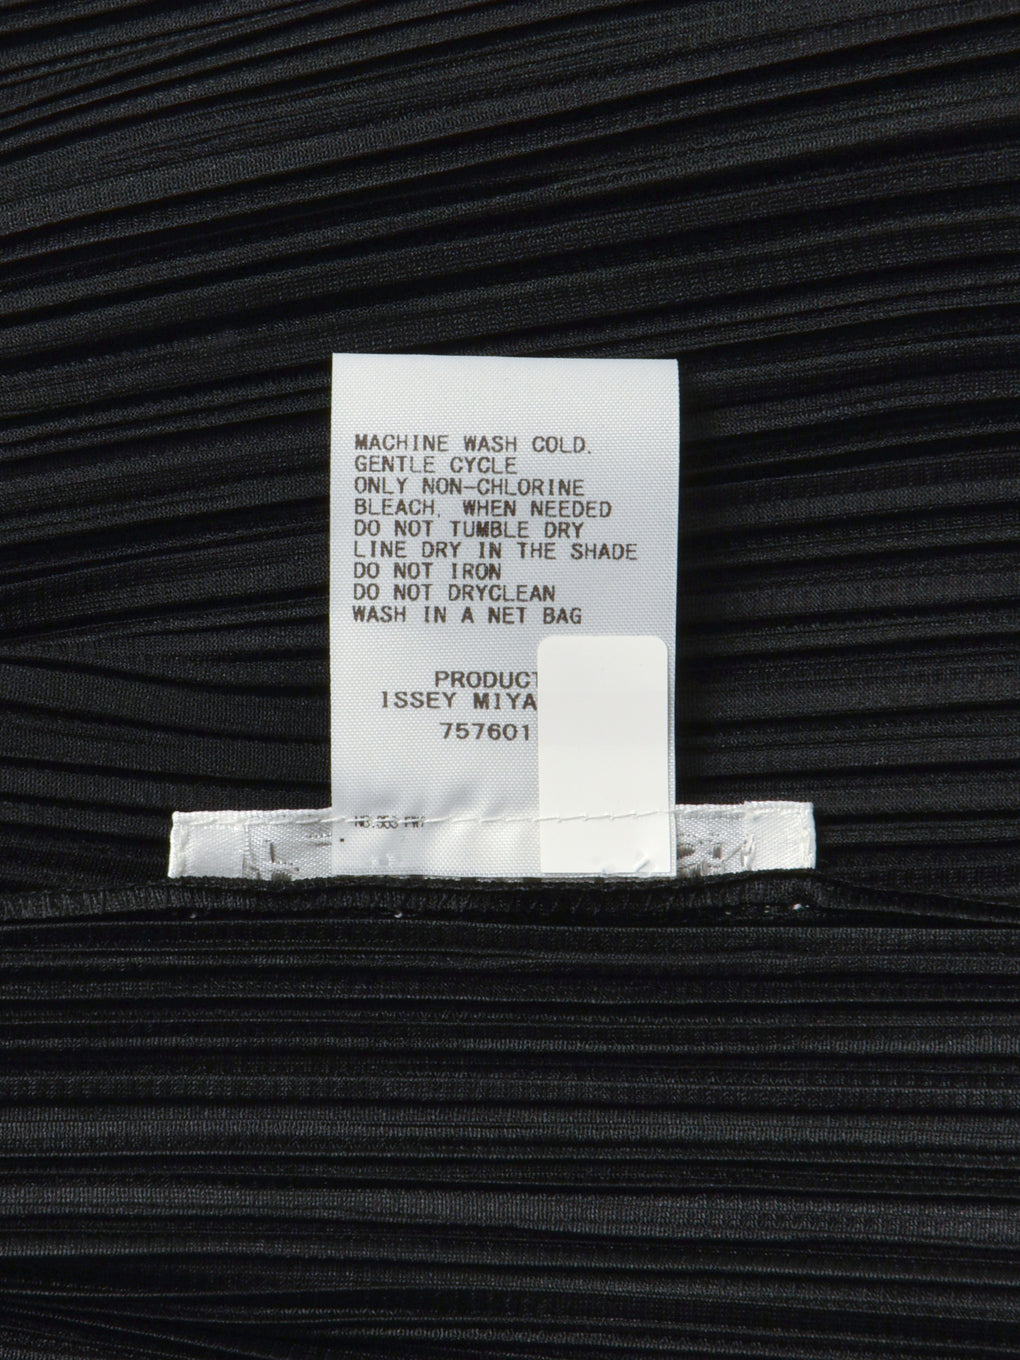 MACHINE WASH COLD.
GENTLE CYCLE
ONLY NON-CHLORINE
BLEACH, WHEN NEEDED
DO NOT TUMBLE DRY
LINE DRY IN THE SHADE
DO NOT IRON
DO NOT DRYCLEAN
WASH IN A NET BAG
PRODUCT
ISSEY MIYA
757601